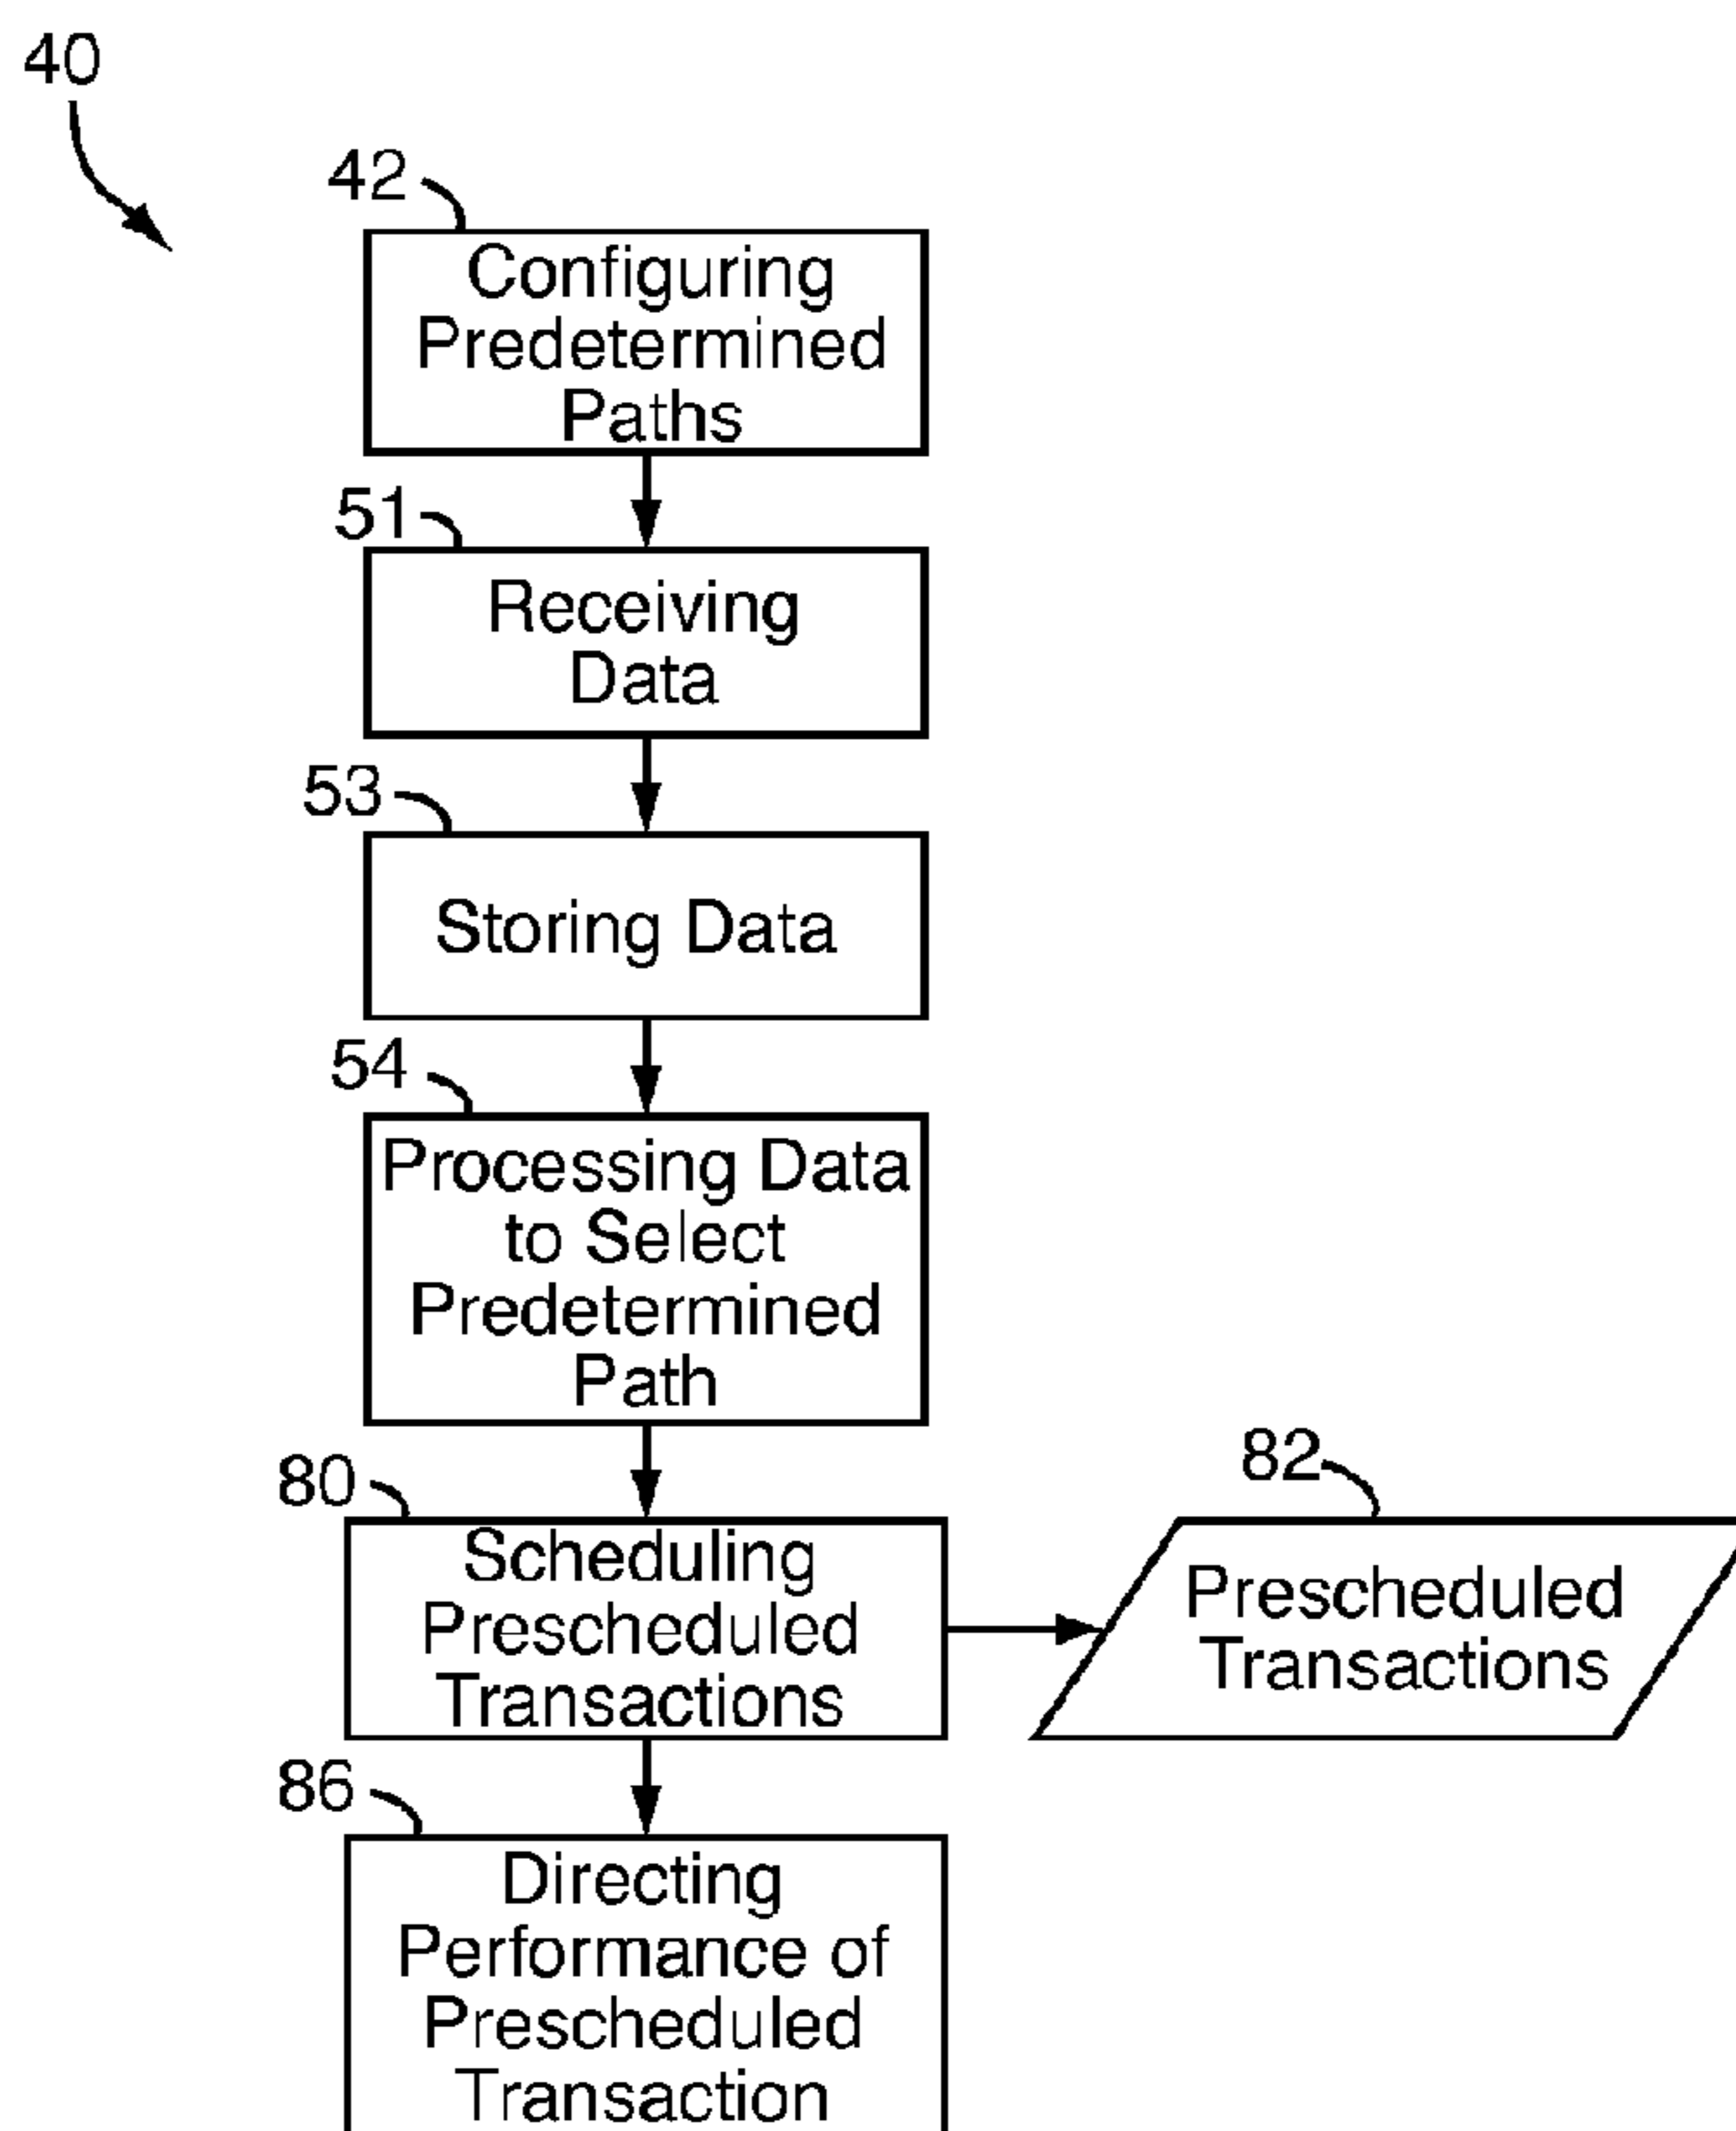 40
42
Configuring
Predetermined
Paths
51
Receiving
Data
53
Storing Data
54
Processing Data
to Select
Predetermined
Path
80
Scheduling
Prescheduled
Transactions
82
Prescheduled
Transactions
86
Directing
Performance of
Prescheduled
Transaction